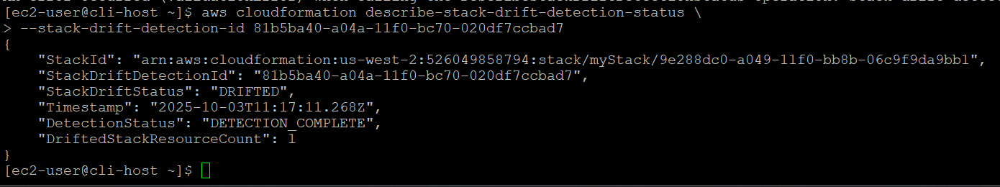 [ec2-user@cli-host ~]$ aws cloudformation describe-stack-drift-detection-status \
> --stack-drift-detection-id 81b5ba40-a04a-11f0-bc70-020df7ccbad7
{
    "StackId": "arn:aws:cloudformation:us-west-2:526049858794:stack/myStack/9e288dc0-a049-11f0-bb8b-06c9f9da9bb1",
    "StackDriftDetectionId": "81b5ba40-a04a-11f0-bc70-020df7ccbad7",
    "StackDriftStatus": "DRIFTED",
    "Timestamp": "2025-10-03T11:17:11.268Z",
    "DetectionStatus": "DETECTION_COMPLETE",
    "DriftedStackResourceCount": 1
}
[ec2-user@cli-host ~]$